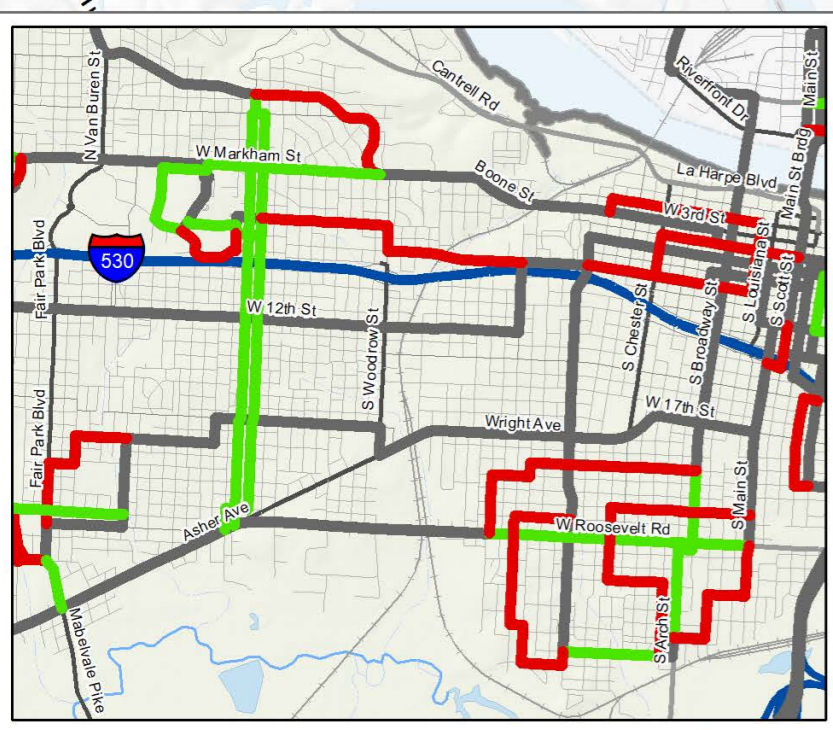 N Van Buren St
Cantrell Rd
Riverfront Dr
Main St
W Markham St
Boone St
La Harpe Blvd
Main St Brdg
W 3rd St
Fair Park Blvd
530
S Louisiana St
S Scott St
W 12th St
S Woodrow St
S Chester St
S Broadway St
Fair Park Blvd
Wright Ave
W 17th St
Asher Ave
W Roosevelt Rd
S Main St
S Arch St
Mabelvale Pike